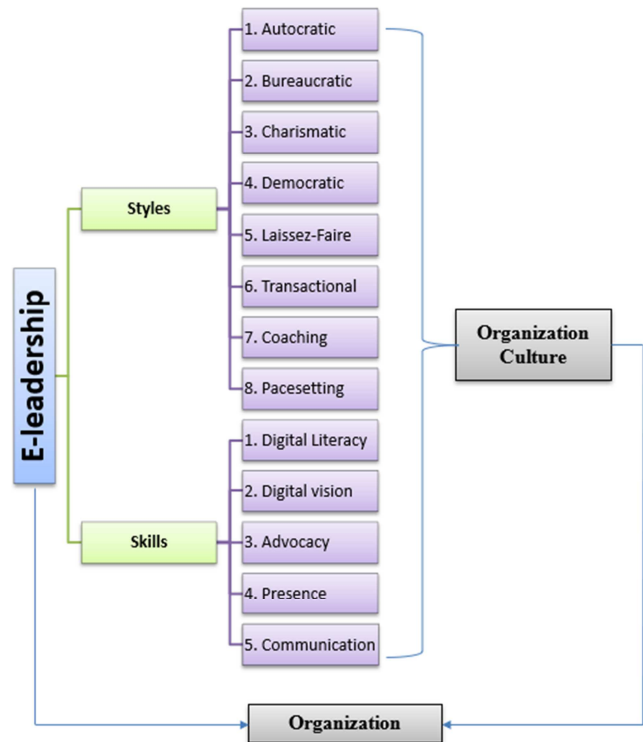 E-leadership
Styles
1. Autocratic
2. Bureaucratic
3. Charismatic
4. Democratic
5. Laissez-Faire
6. Transactional
7. Coaching
8. Pacesetting
Skills
1. Digital Literacy
2. Digital vision
3. Advocacy
4. Presence
5. Communication
Organization
Culture
Organization